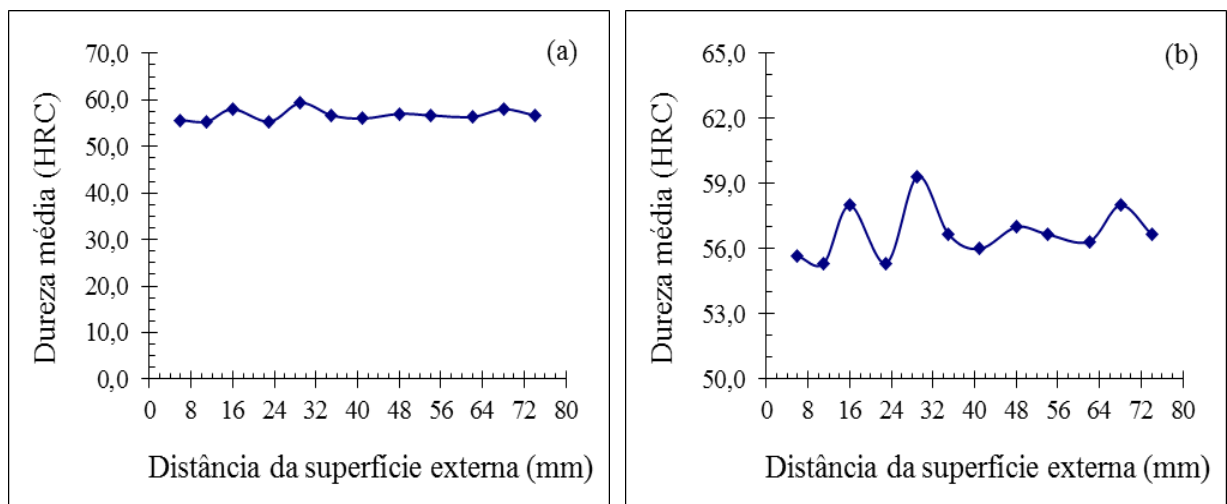 (a)
70,0
60,0
50,0
40,0
30,0
20,0
10,0
0,0
Dureza média (HRC)
0 8 16 24 32 40 48 56 64 72 80
Distância da superfície externa (mm)
(b)
65,0
62,0
59,0
56,0
53,0
50,0
Dureza média (HRC)
0 8 16 24 32 40 48 56 64 72 80
Distância da superfície externa (mm)